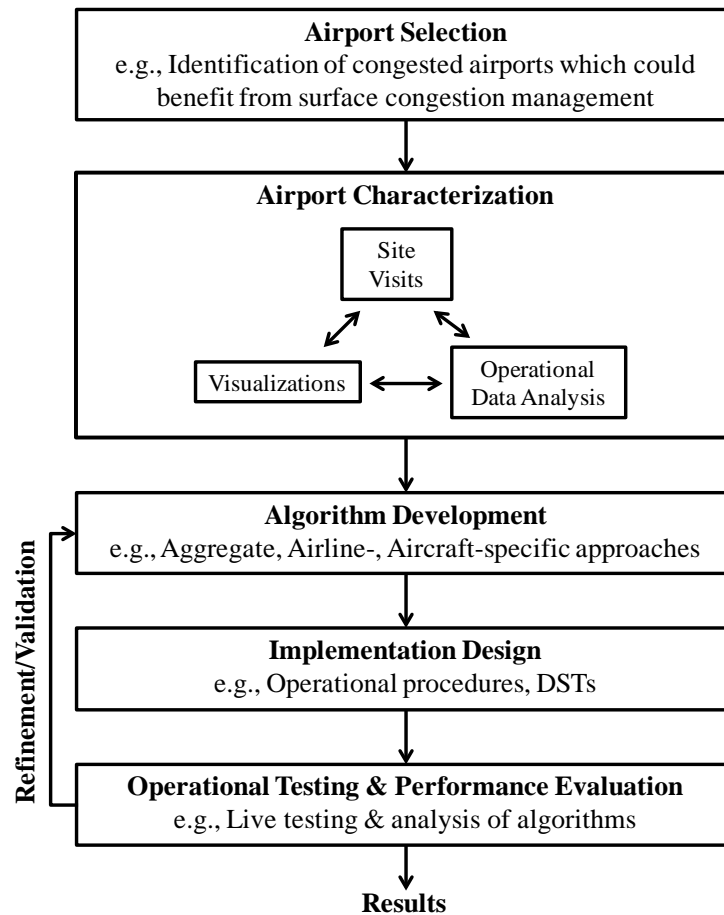 Airport Selection
e.g., Identification of congested airports which could
benefit from surface congestion management
Airport Characterization
Site
Visits
Visualizations
Operational
Data Analysis
Algorithm Development
e.g., Aggregate, Airline-, Aircraft-specific approaches
Implementation Design
e.g., Operational procedures, DSTs
Operational Testing & Performance Evaluation
e.g., Live testing & analysis of algorithms
Refinement/Validation
Results